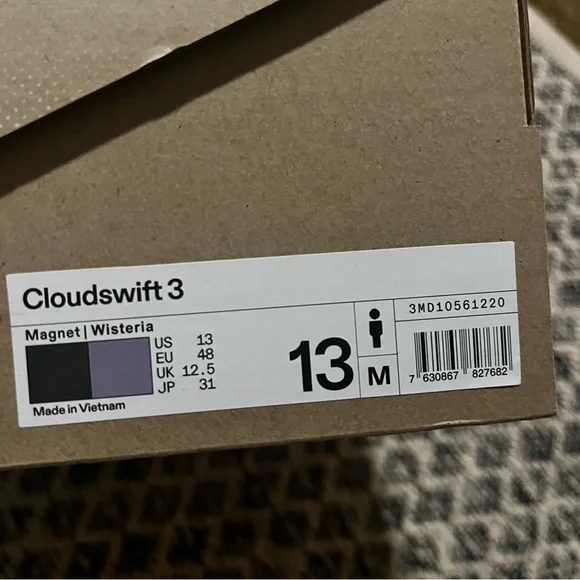 Cloudswift 3
Magnet | Wisteria
US 13
EU 48
UK 12.5
JP 31
Made in Vietnam
13
M
3MD10561220
7 630867 827682